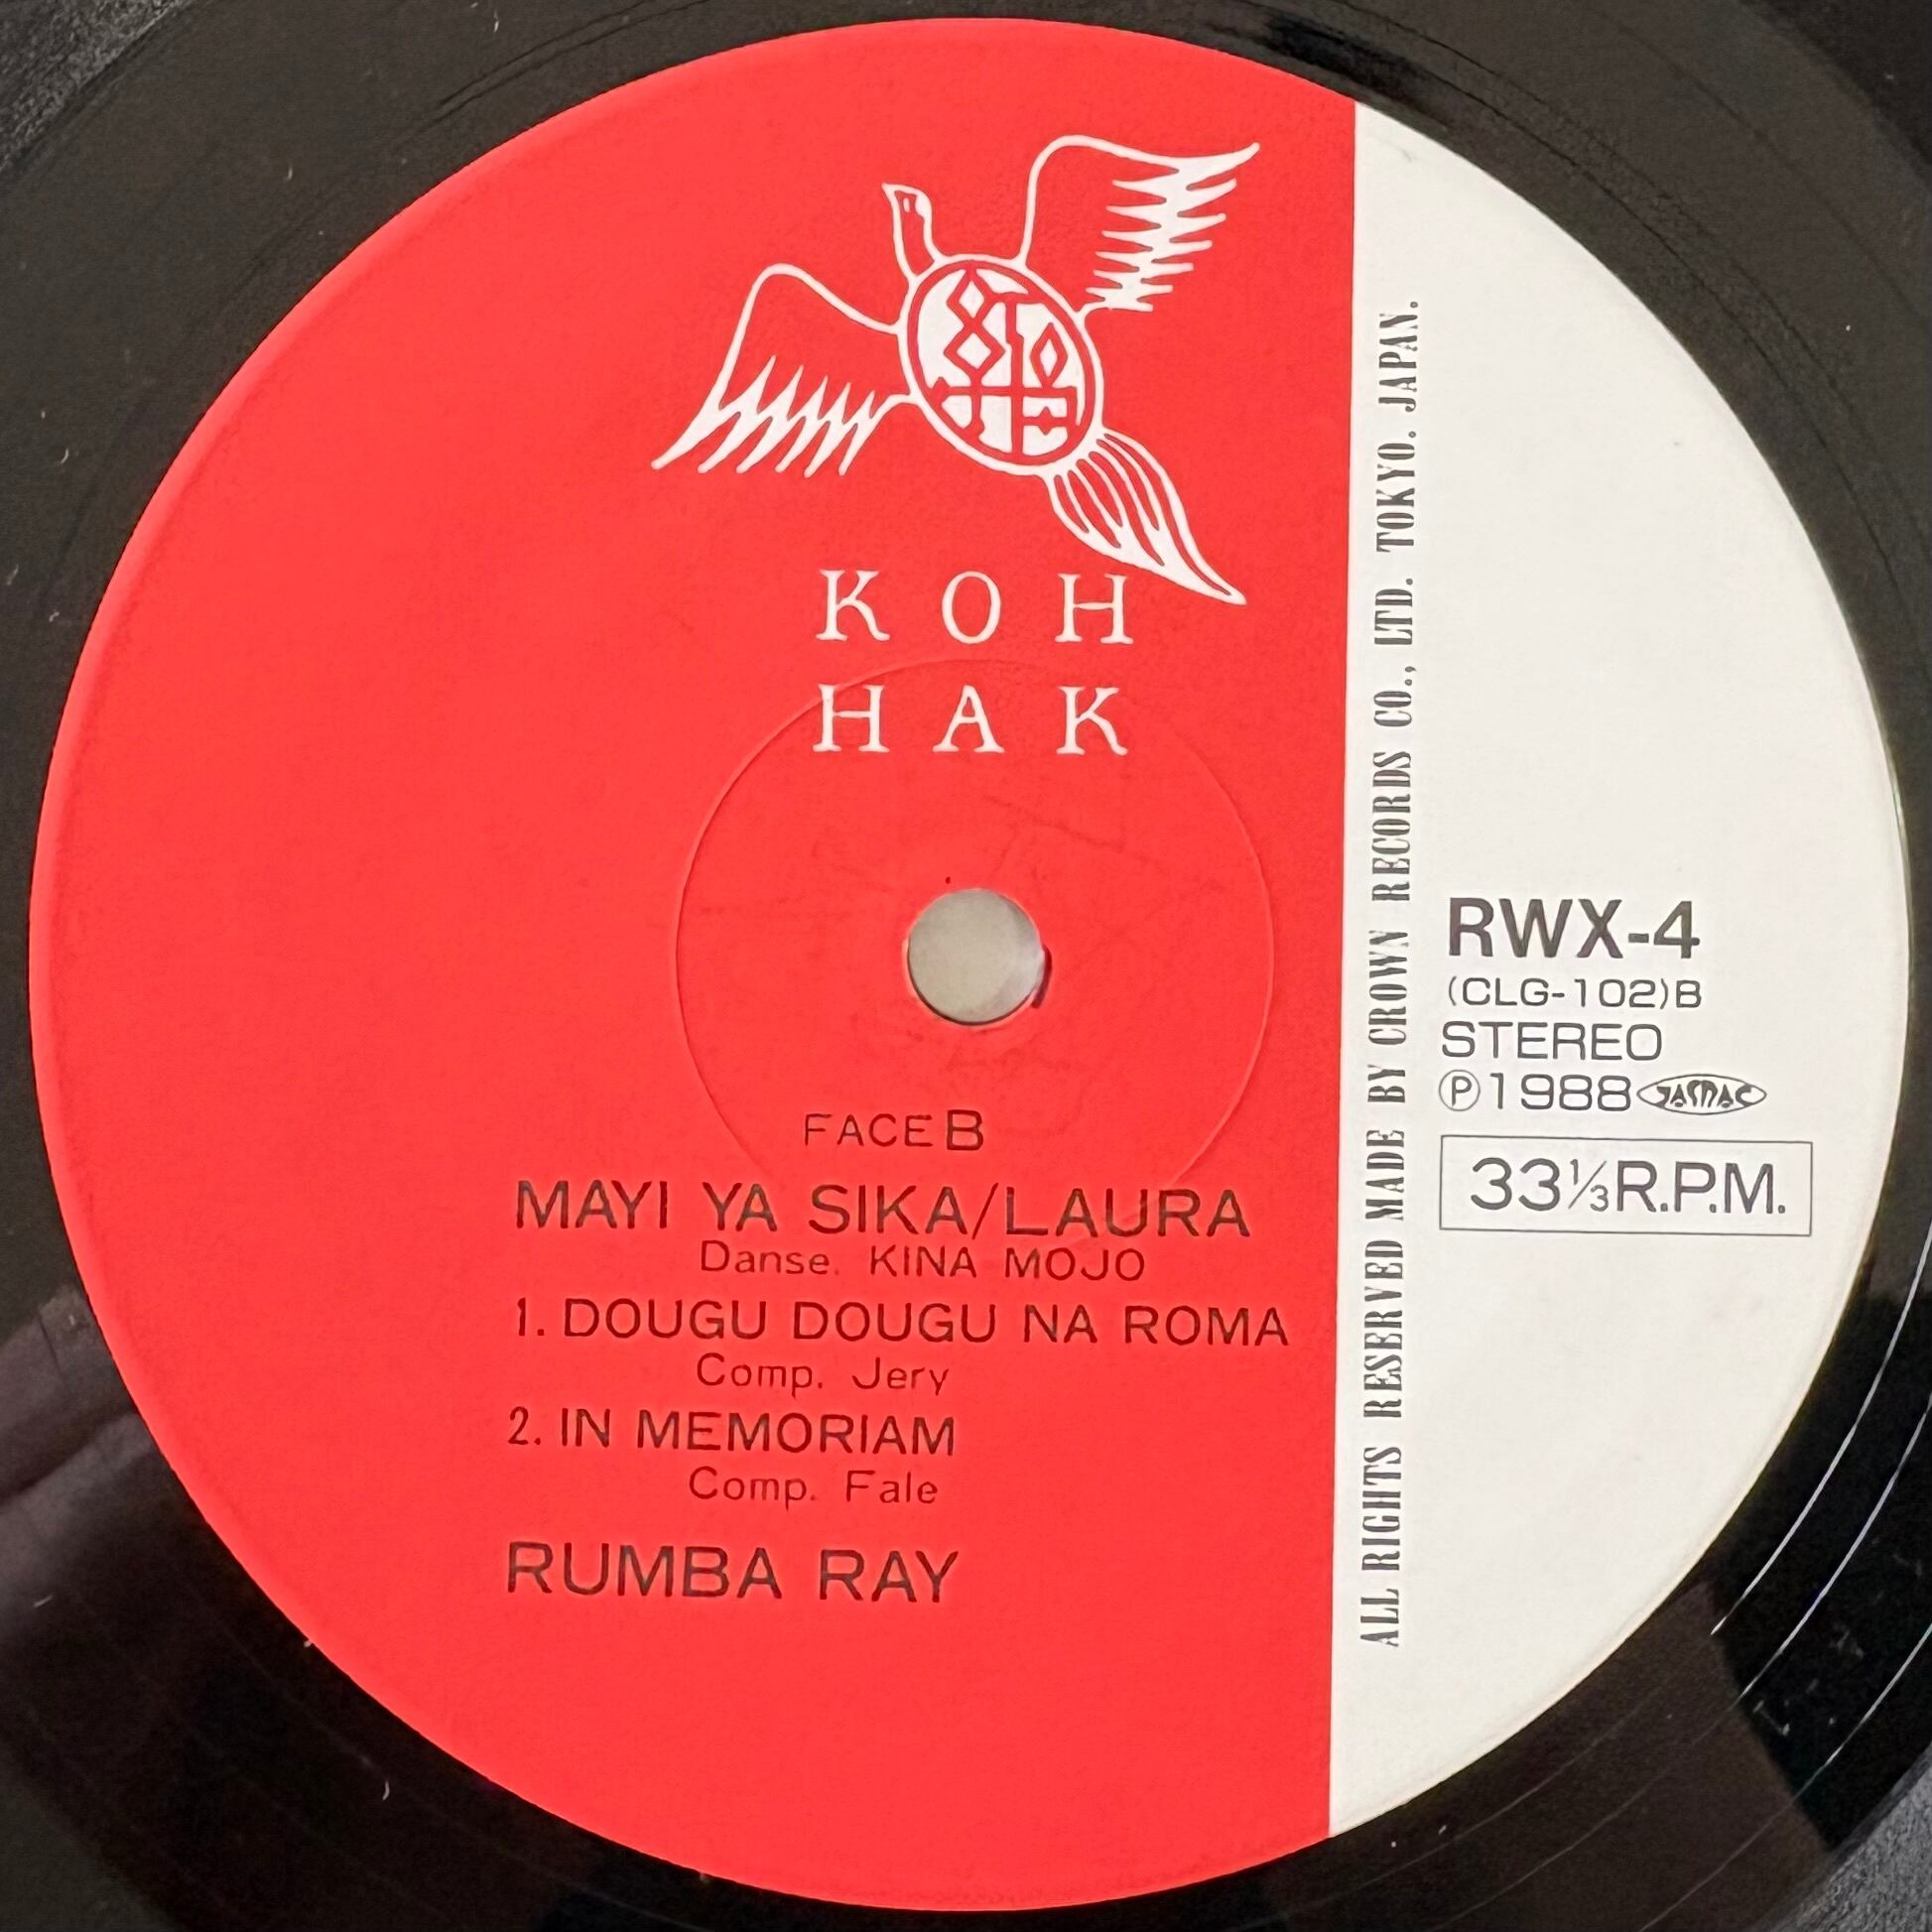 KOH
HAK
FACE B
MAYI YA SIKA/LAURA
Danse. KINA MOJO
1. DOUGU DOUGU NA ROMA
Comp. Jery
2. IN MEMORIAM
Comp. Fale
RUMBA RAY
ALL RIGHTS RESERVED MADE BY CROWN RECORDS CO., LTD. TOKYO. JAPAN.
RWX-4
(CLG-102)B
STEREO
Ⓟ1988 JASRAC
33⅓R.P.M.